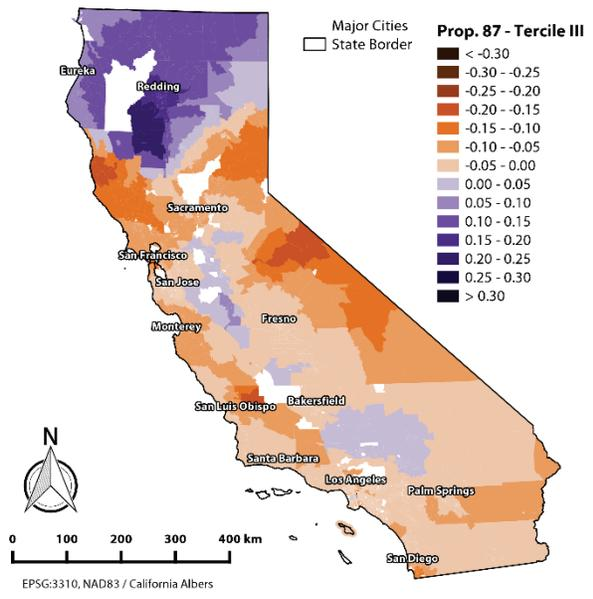 Major Cities
State Border
Prop. 87 - Tercile III
< -0.30
-0.30 - -0.25
-0.25 - -0.20
-0.20 - -0.15
-0.15 - -0.10
-0.10 - -0.05
-0.05 - 0.00
0.00 - 0.05
0.05 - 0.10
0.10 - 0.15
0.15 - 0.20
0.20 - 0.25
0.25 - 0.30
> 0.30
Eureka
Redding
Sacramento
San Francisco
San Jose
Monterey
Fresno
San Luis Obispo
Bakersfield
Santa Barbara
Los Angeles
Palm Springs
San Diego
N
0 100 200 300 400 km
EPSG:3310, NAD83 / California Albers